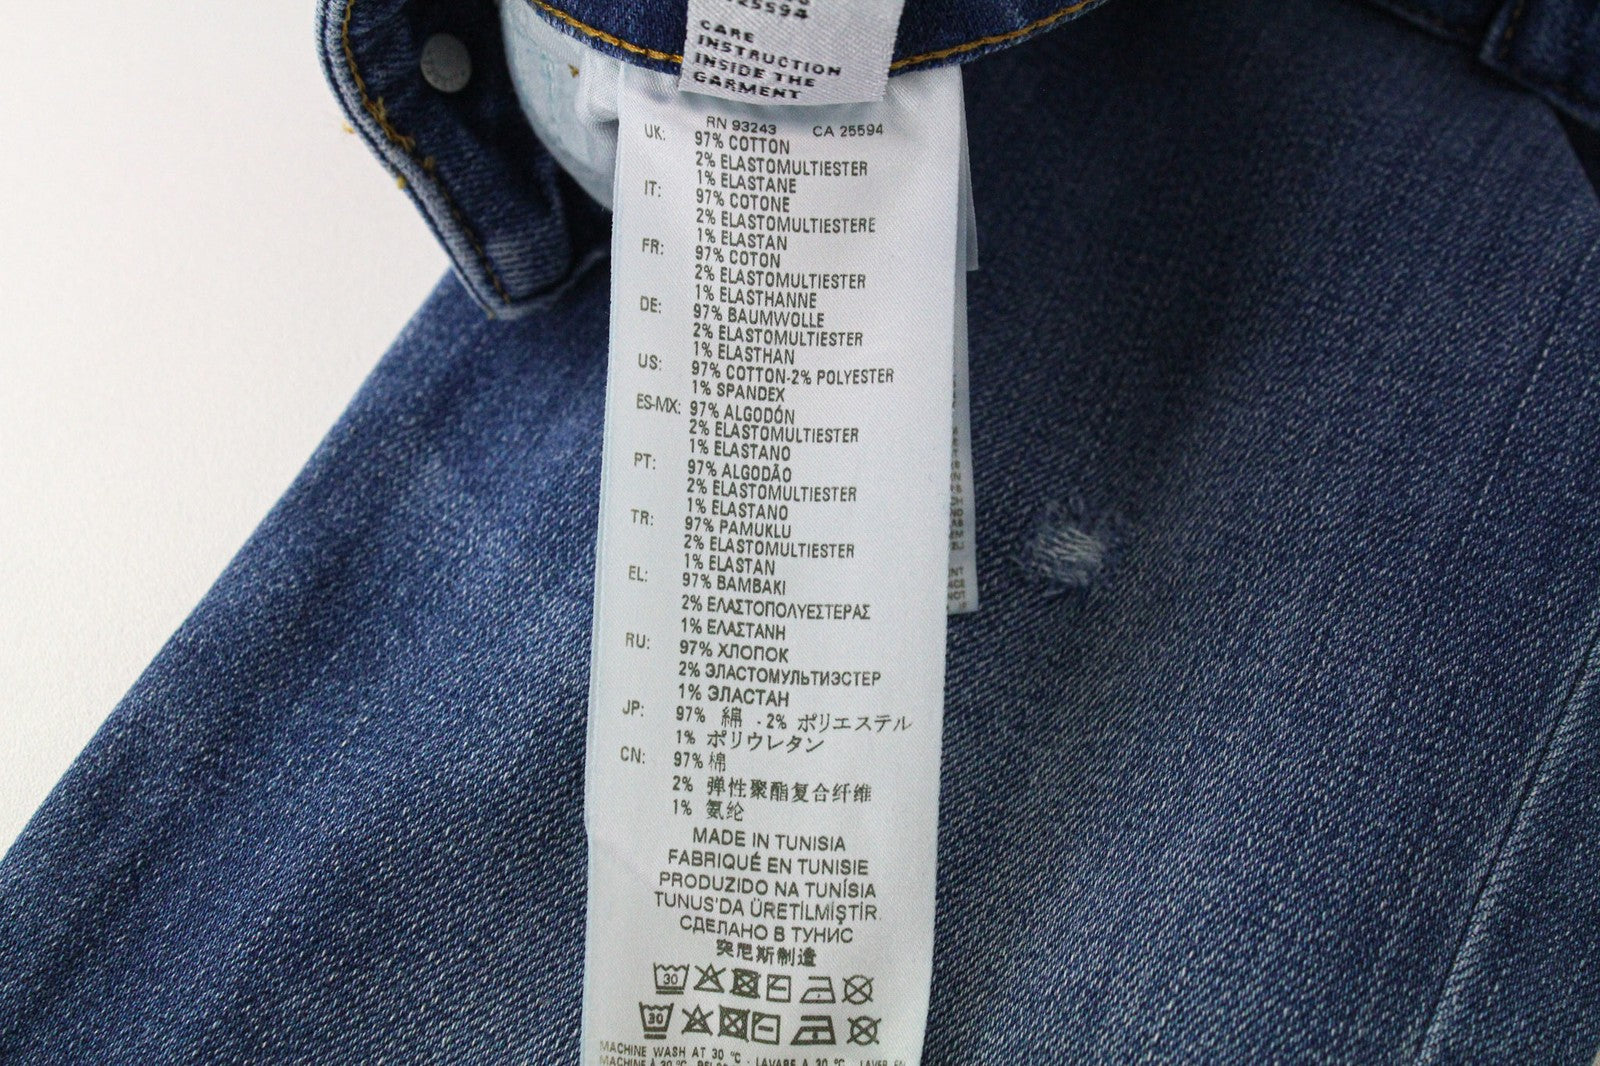 25594
CARE
INSTRUCTION
INSIDE THE
GARMENT
RN 93243 CA 25594
UK: 97% COTTON
2% ELASTOMULTIESTER
1% ELASTANE
IT: 97% COTONE
2% ELASTOMULTIESTERE
1% ELASTAN
FR: 97% COTON
2% ELASTOMULTIESTER
1% ELASTHANNE
DE: 97% BAUMWOLLE
2% ELASTOMULTIESTER
1% ELASTHAN
US: 97% COTTON-2% POLYESTER
1% SPANDEX
ES-MX: 97% ALGODÓN
2% ELASTOMULTIESTER
1% ELASTANO
PT: 97% ALGODÃO
2% ELASTOMULTIESTER
1% ELASTANO
TR: 97% PAMUKLU
2% ELASTOMULTIESTER
1% ELASTAN
EL: 97% BAMBAKI
2% ΕΛΑΣΤΟΠΟΛΥΕΣΤΕΡΑΣ
1% ΕΛΑΣΤΑΝΗ
RU: 97% ХЛОПОК
2% ЭЛАСТОМУЛЬТИЭСТЕР
1% ЭЛАСТАН
JP: 97% 綿 - 2% ポリエステル
1% ポリウレタン
CN: 97% 棉
2% 弹性聚酯复合纤维
1% 氨纶
MADE IN TUNISIA
FABRIQUÉ EN TUNISIE
PRODUZIDO NA TUNÍSIA
TUNUS'DA ÜRETİLMİŞTİR.
СДЕЛАНО В ТУНИС
突尼斯制造
30
30
MACHINE WASH AT 30 °C - LAVARE A 30 °C - LAVER